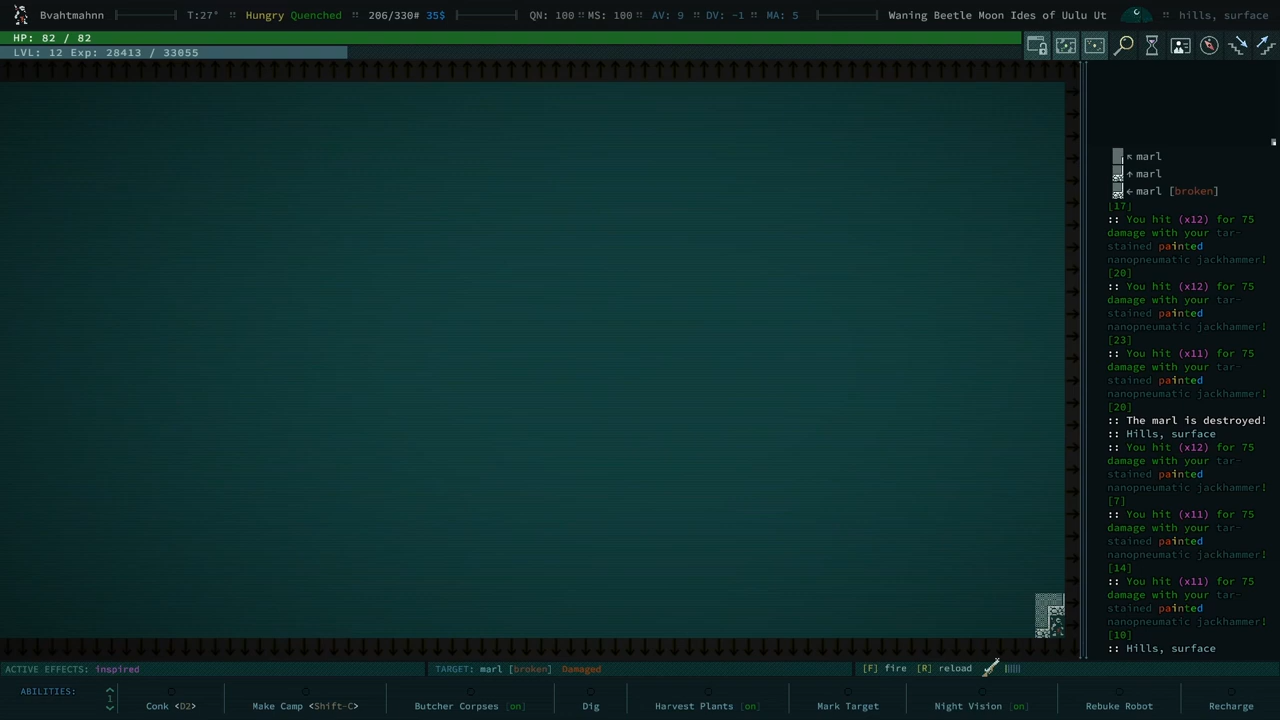 Bvahtmahnn T:27° :: Hungry Quenched :: 206/330# 35$ QN: 100 :: MS: 100 :: AV: 9 :: DV: -1 :: MA: 5 Waning Beetle Moon Ides of Uulu Ut :: hills, surface
HP: 82 / 82
LVL: 12 Exp: 28413 / 33055
marl
marl
marl [broken]
[17]
:: You hit (x12) for 75
damage with your tar-
stained painted
nanopneumatic jackhammer!
[20]
:: You hit (x12) for 75
damage with your tar-
stained painted
nanopneumatic jackhammer!
[23]
:: You hit (x11) for 75
damage with your tar-
stained painted
nanopneumatic jackhammer!
[20]
:: The marl is destroyed!
:: Hills, surface
:: You hit (x12) for 75
damage with your tar-
stained painted
nanopneumatic jackhammer!
[7]
:: You hit (x11) for 75
damage with your tar-
stained painted
nanopneumatic jackhammer!
[14]
:: You hit (x11) for 75
damage with your tar-
stained painted
nanopneumatic jackhammer!
[10]
:: Hills, surface
ACTIVE EFFECTS: inspired TARGET: marl [broken] Damaged [F] fire [R] reload
ABILITIES: 1 Conk <D2> Make Camp <Shift-C> Butcher Corpses [on] Dig Harvest Plants [on] Mark Target Night Vision [on] Rebuke Robot Recharge